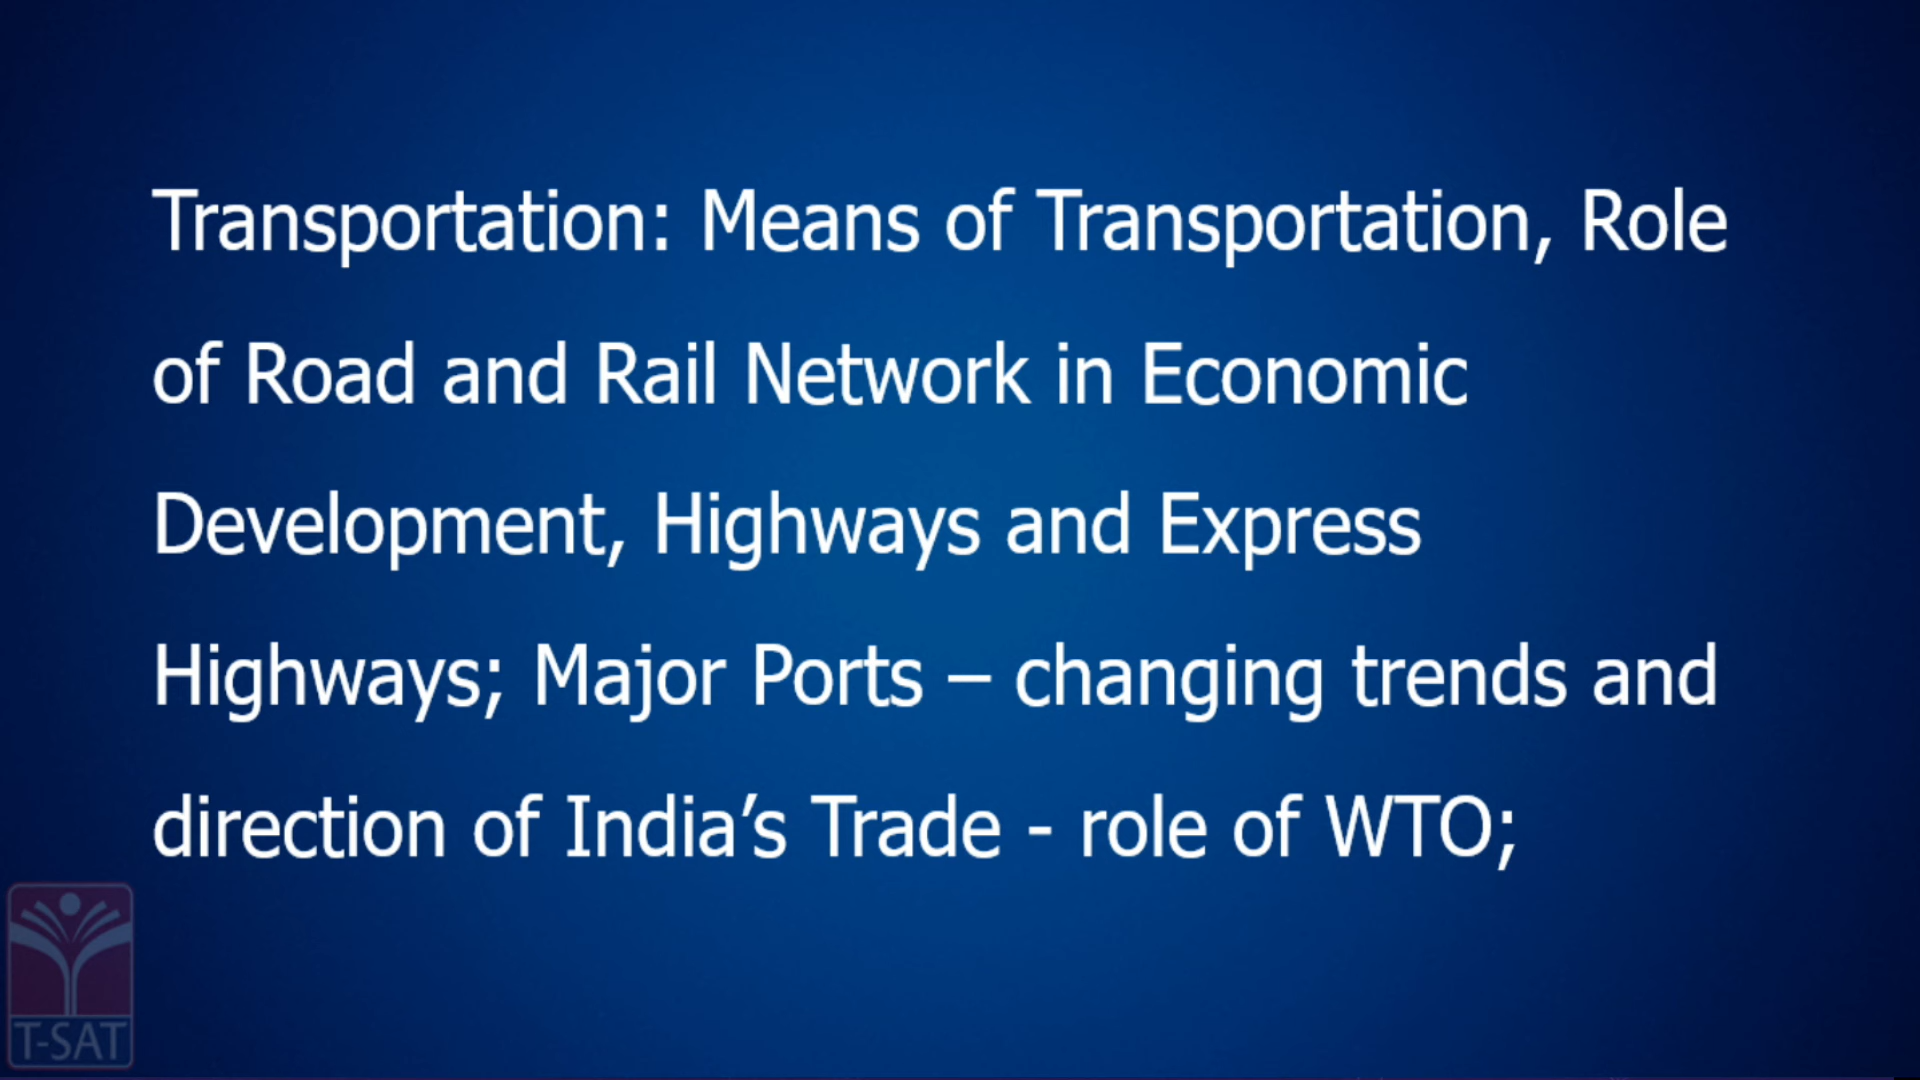 Transportation: Means of Transportation, Role
of Road and Rail Network in Economic
Development, Highways and Express
Highways; Major Ports – changing trends and
direction of India’s Trade - role of WTO;
T-SAT